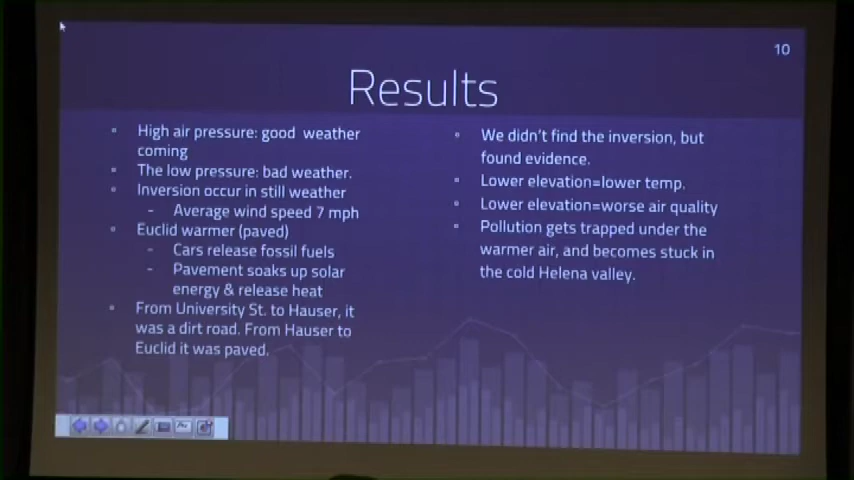 10
Results
High air pressure: good weather
coming
The low pressure: bad weather.
Inversion occur in still weather
- Average wind speed 7 mph
Euclid warmer (paved)
- Cars release fossil fuels
- Pavement soaks up solar
energy & release heat
From University St. to Hauser, it
was a dirt road. From Hauser to
Euclid it was paved.
We didn't find the inversion, but
found evidence.
Lower elevation=lower temp.
Lower elevation=worse air quality
Pollution gets trapped under the
warmer air, and becomes stuck in
the cold Helena valley.